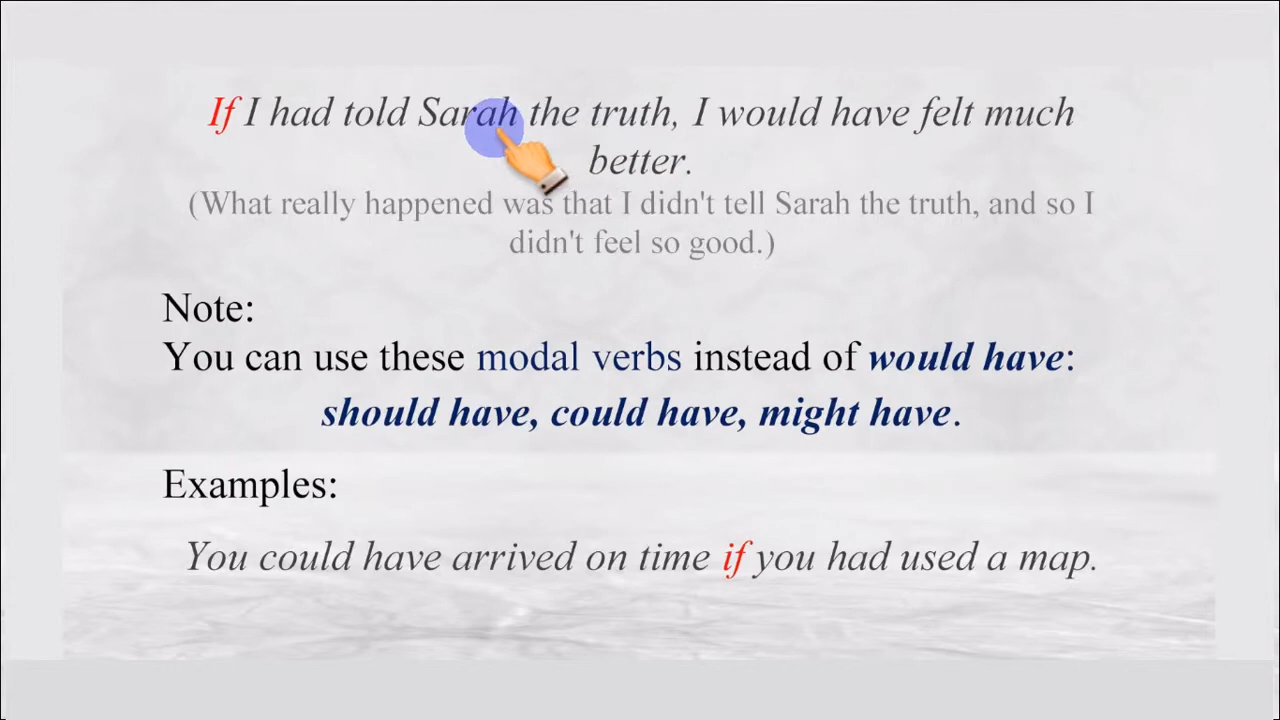 If I had told Sarah the truth, I would have felt much
better.
(What really happened was that I didn't tell Sarah the truth, and so I
didn't feel so good.)
Note:
You can use these modal verbs instead of would have:
should have, could have, might have.
Examples:
You could have arrived on time if you had used a map.